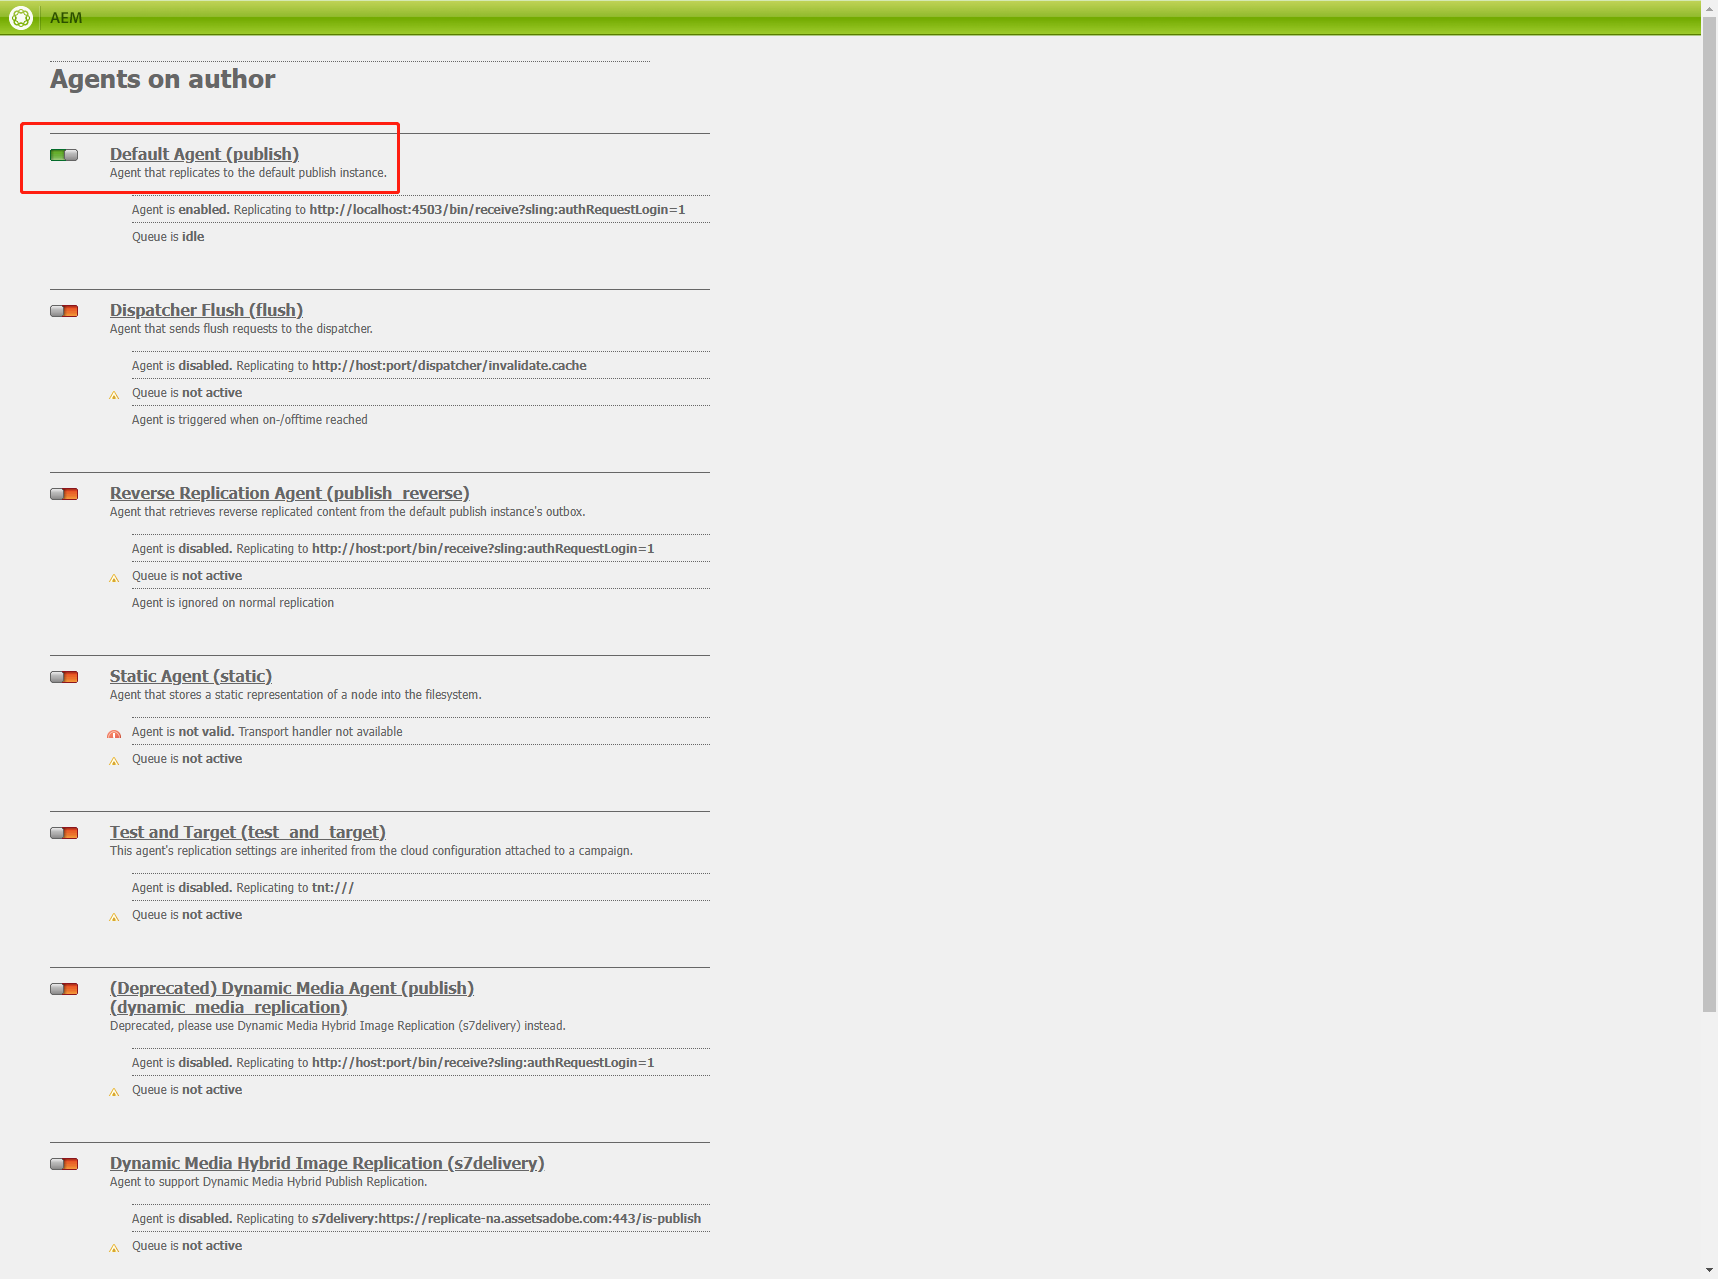 AEM
Agents on author
Default Agent (publish)
Agent that replicates to the default publish instance.
Agent is enabled. Replicating to http://localhost:4503/bin/receive?sling:authRequestLogin=1
Queue is idle
Dispatcher Flush (flush)
Agent that sends flush requests to the dispatcher.
Agent is disabled. Replicating to http://host:port/dispatcher/invalidate.cache
Queue is not active
Agent is triggered when on-/offtime reached
Reverse Replication Agent (publish_reverse)
Agent that retrieves reverse replicated content from the default publish instance's outbox.
Agent is disabled. Replicating to http://host:port/bin/receive?sling:authRequestLogin=1
Queue is not active
Agent is ignored on normal replication
Static Agent (static)
Agent that stores a static representation of a node into the filesystem.
Agent is not valid. Transport handler not available
Queue is not active
Test and Target (test_and_target)
This agent's replication settings are inherited from the cloud configuration attached to a campaign.
Agent is disabled. Replicating to tnt:///
Queue is not active
(Deprecated) Dynamic Media Agent (publish)
(dynamic_media_replication)
Deprecated, please use Dynamic Media Hybrid Image Replication (s7delivery) instead.
Agent is disabled. Replicating to http://host:port/bin/receive?sling:authRequestLogin=1
Queue is not active
Dynamic Media Hybrid Image Replication (s7delivery)
Agent to support Dynamic Media Hybrid Publish Replication.
Agent is disabled. Replicating to s7delivery:https://replicate-na.assetsadobe.com:443/is-publish
Queue is not active